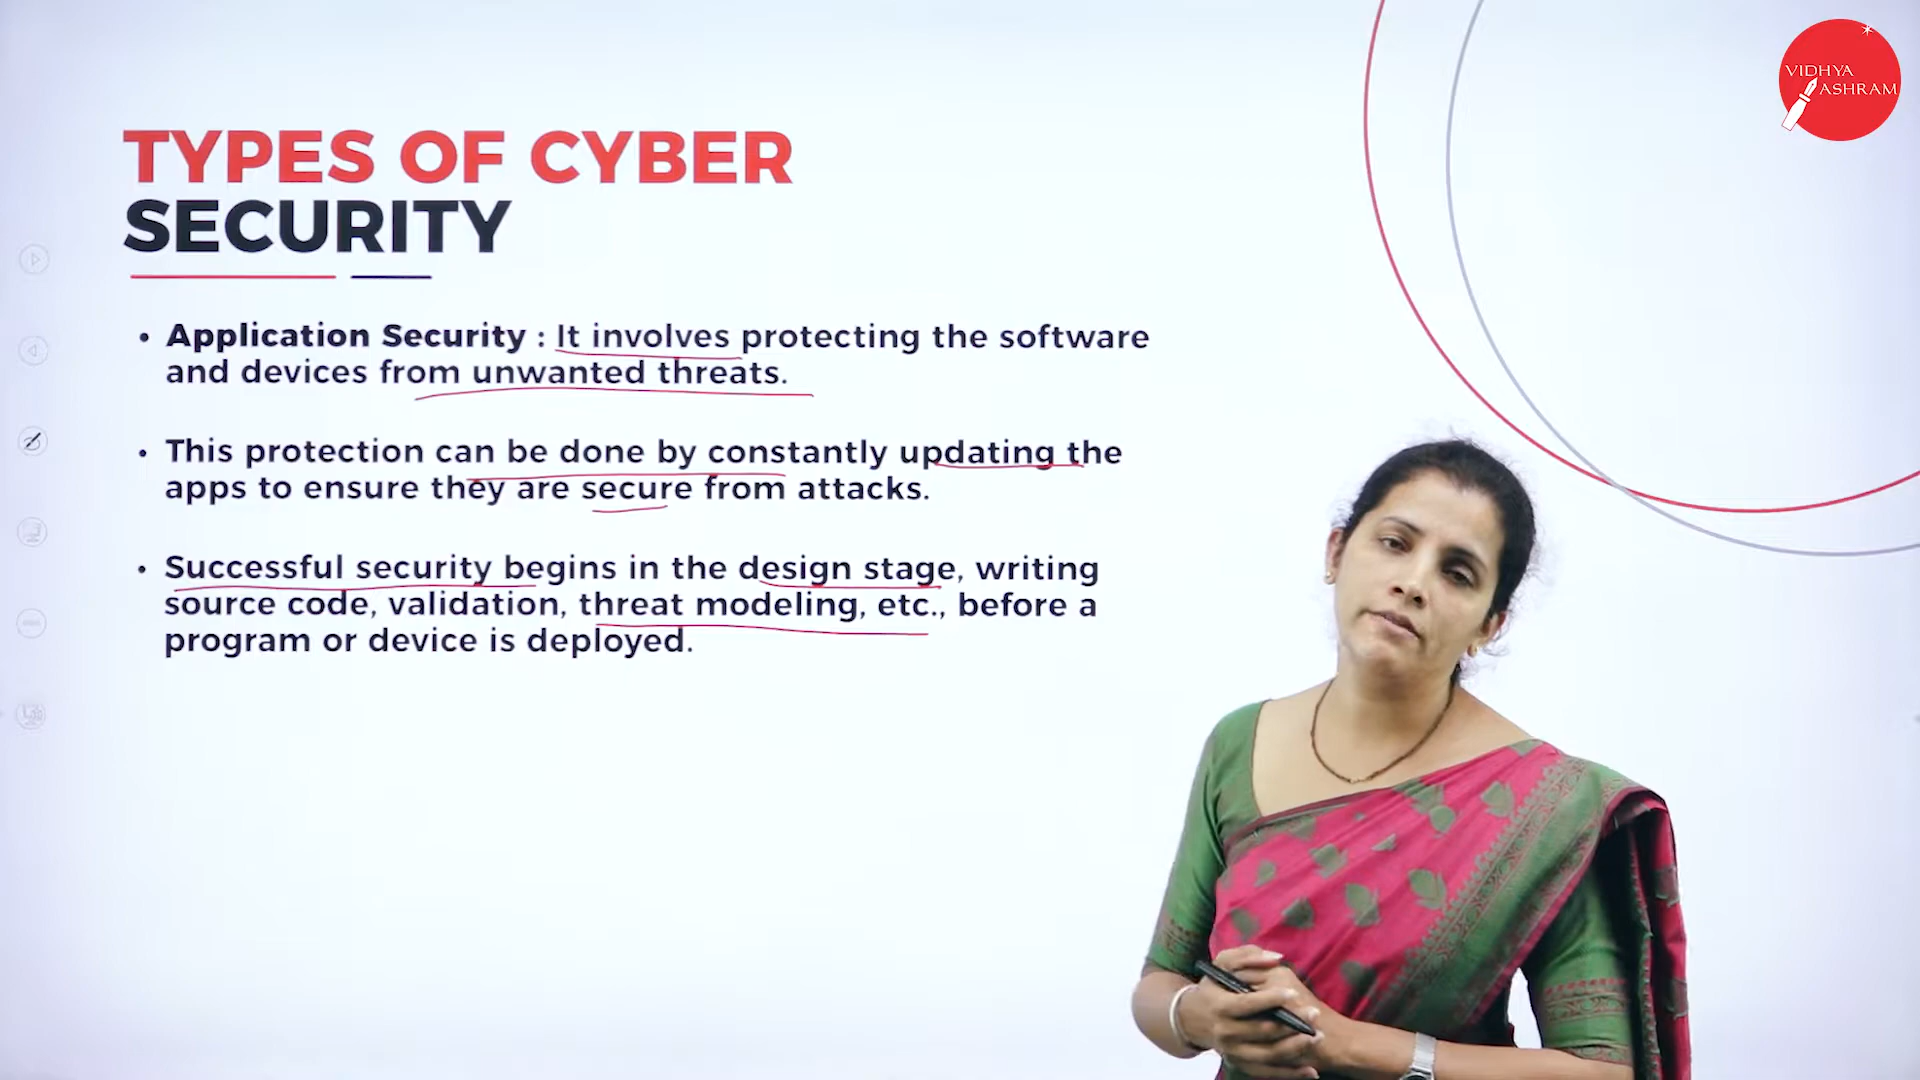 VIDHYA
ASHRAM
TYPES OF CYBER
SECURITY
• Application Security : It involves protecting the software
and devices from unwanted threats.
• This protection can be done by constantly updating the
apps to ensure they are secure from attacks.
• Successful security begins in the design stage, writing
source code, validation, threat modeling, etc., before a
program or device is deployed.